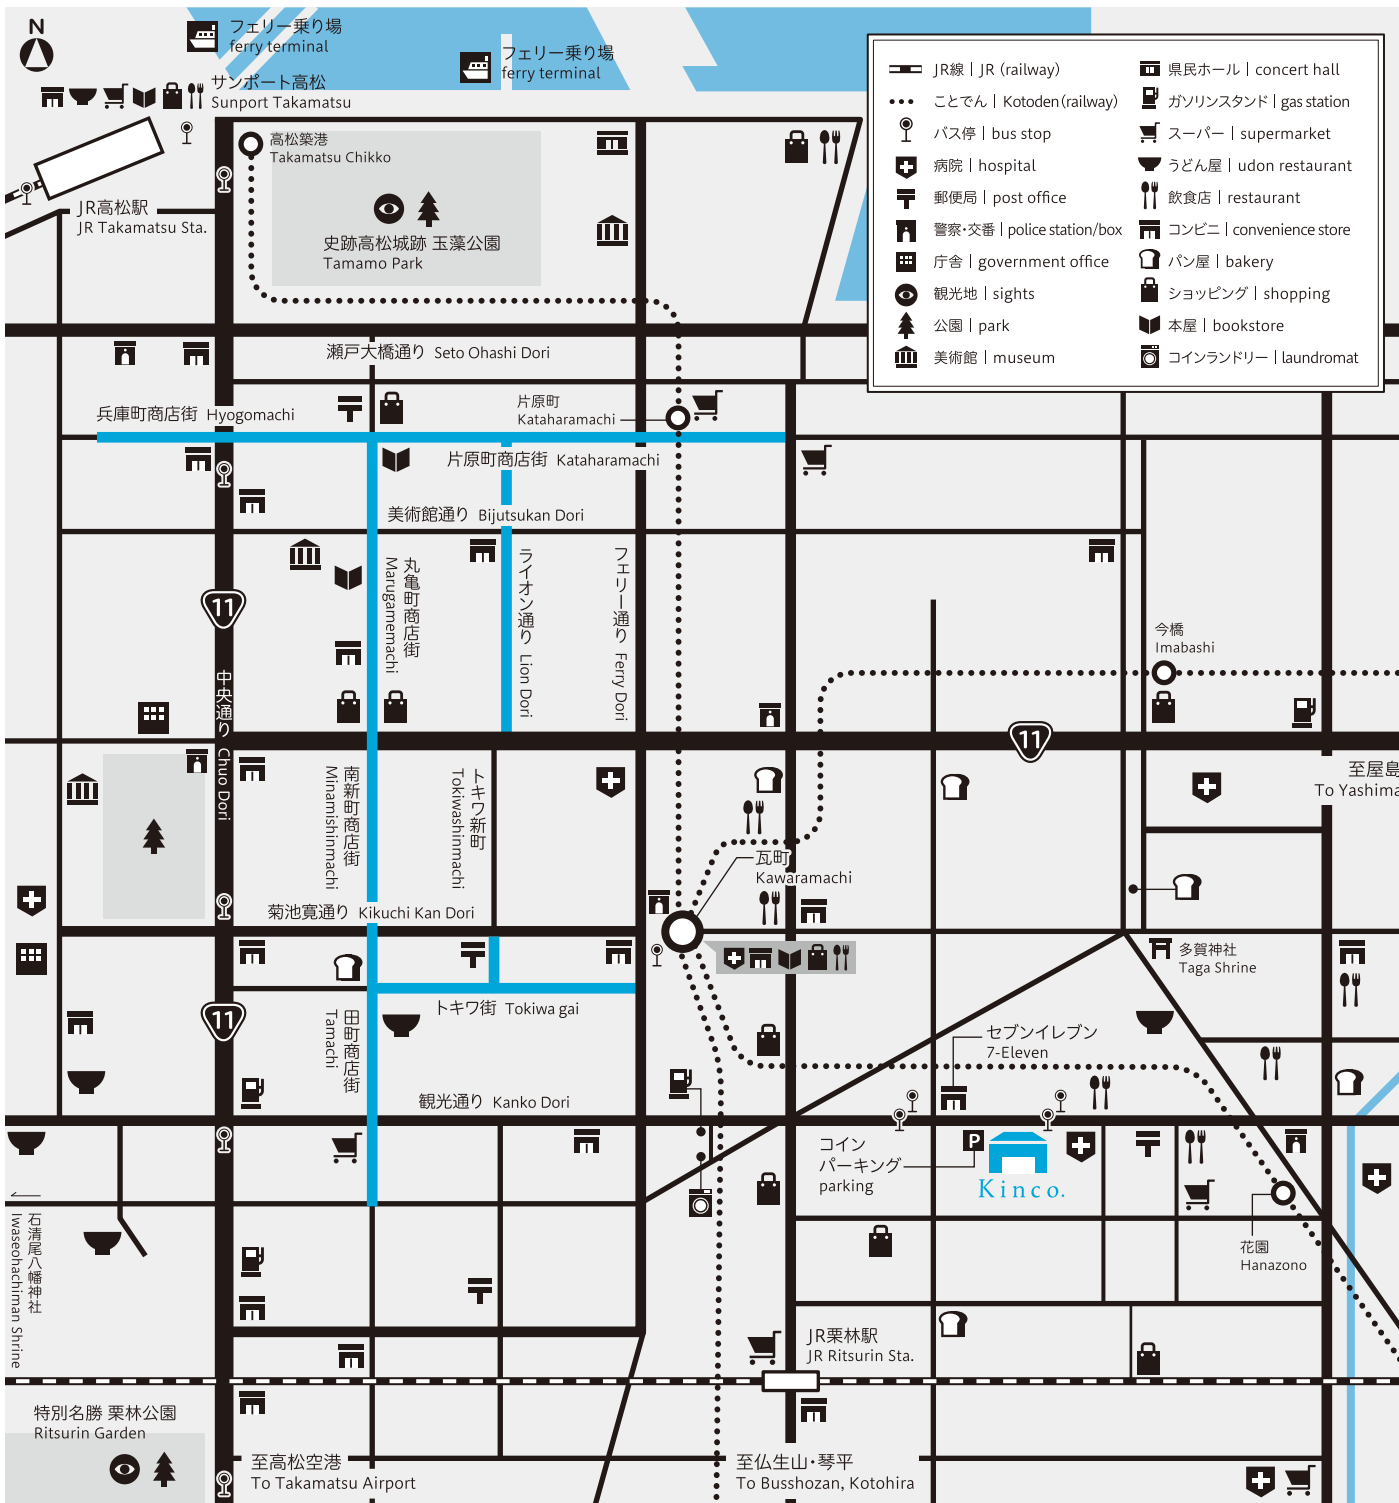 N
フェリー乗り場
ferry terminal
フェリー乗り場
ferry terminal
サンポート高松
Sunport Takamatsu
JR線 | JR (railway)
ことでん | Kotoden (railway)
バス停 | bus stop
病院 | hospital
郵便局 | post office
警察・交番 | police station/box
庁舎 | government office
観光地 | sights
公園 | park
美術館 | museum
県民ホール | concert hall
ガソリンスタンド | gas station
スーパー | supermarket
うどん屋 | udon restaurant
飲食店 | restaurant
コンビニ | convenience store
パン屋 | bakery
ショッピング | shopping
本屋 | bookstore
コインランドリー | laundromat
高松築港
Takamatsu Chikko
JR高松駅
JR Takamatsu Sta.
史跡高松城跡 玉藻公園
Tamamo Park
瀬戸大橋通り Seto Ohashi Dori
兵庫町商店街 Hyogomachi
片原町
Kataharamachi
片原町商店街 Kataharamachi
美術館通り Bijutsukan Dori
丸亀町商店街
Marugamemachi
ライオン通り Lion Dori
フェリー通り Ferry Dori
11
中央通り Chuo Dori
今橋
Imabashi
11
至屋島
To Yashima
南新町商店街
Minamishinmachi
トキワ新町
Tokiwashinmachi
瓦町
Kawaramachi
菊池寛通り Kikuchi Kan Dori
多賀神社
Taga Shrine
トキワ街 Tokiwa gai
11
田町商店街
Tamachi
セブンイレブン
7-Eleven
観光通り Kanko Dori
コイン
パーキング
parking
P
Kinco.
石清尾八幡神社
Iwaseohachiman Shrine
花園
Hanazono
JR栗林駅
JR Ritsurin Sta.
特別名勝 栗林公園
Ritsurin Garden
至高松空港
To Takamatsu Airport
至仏生山・琴平
To Busshozan, Kotohira